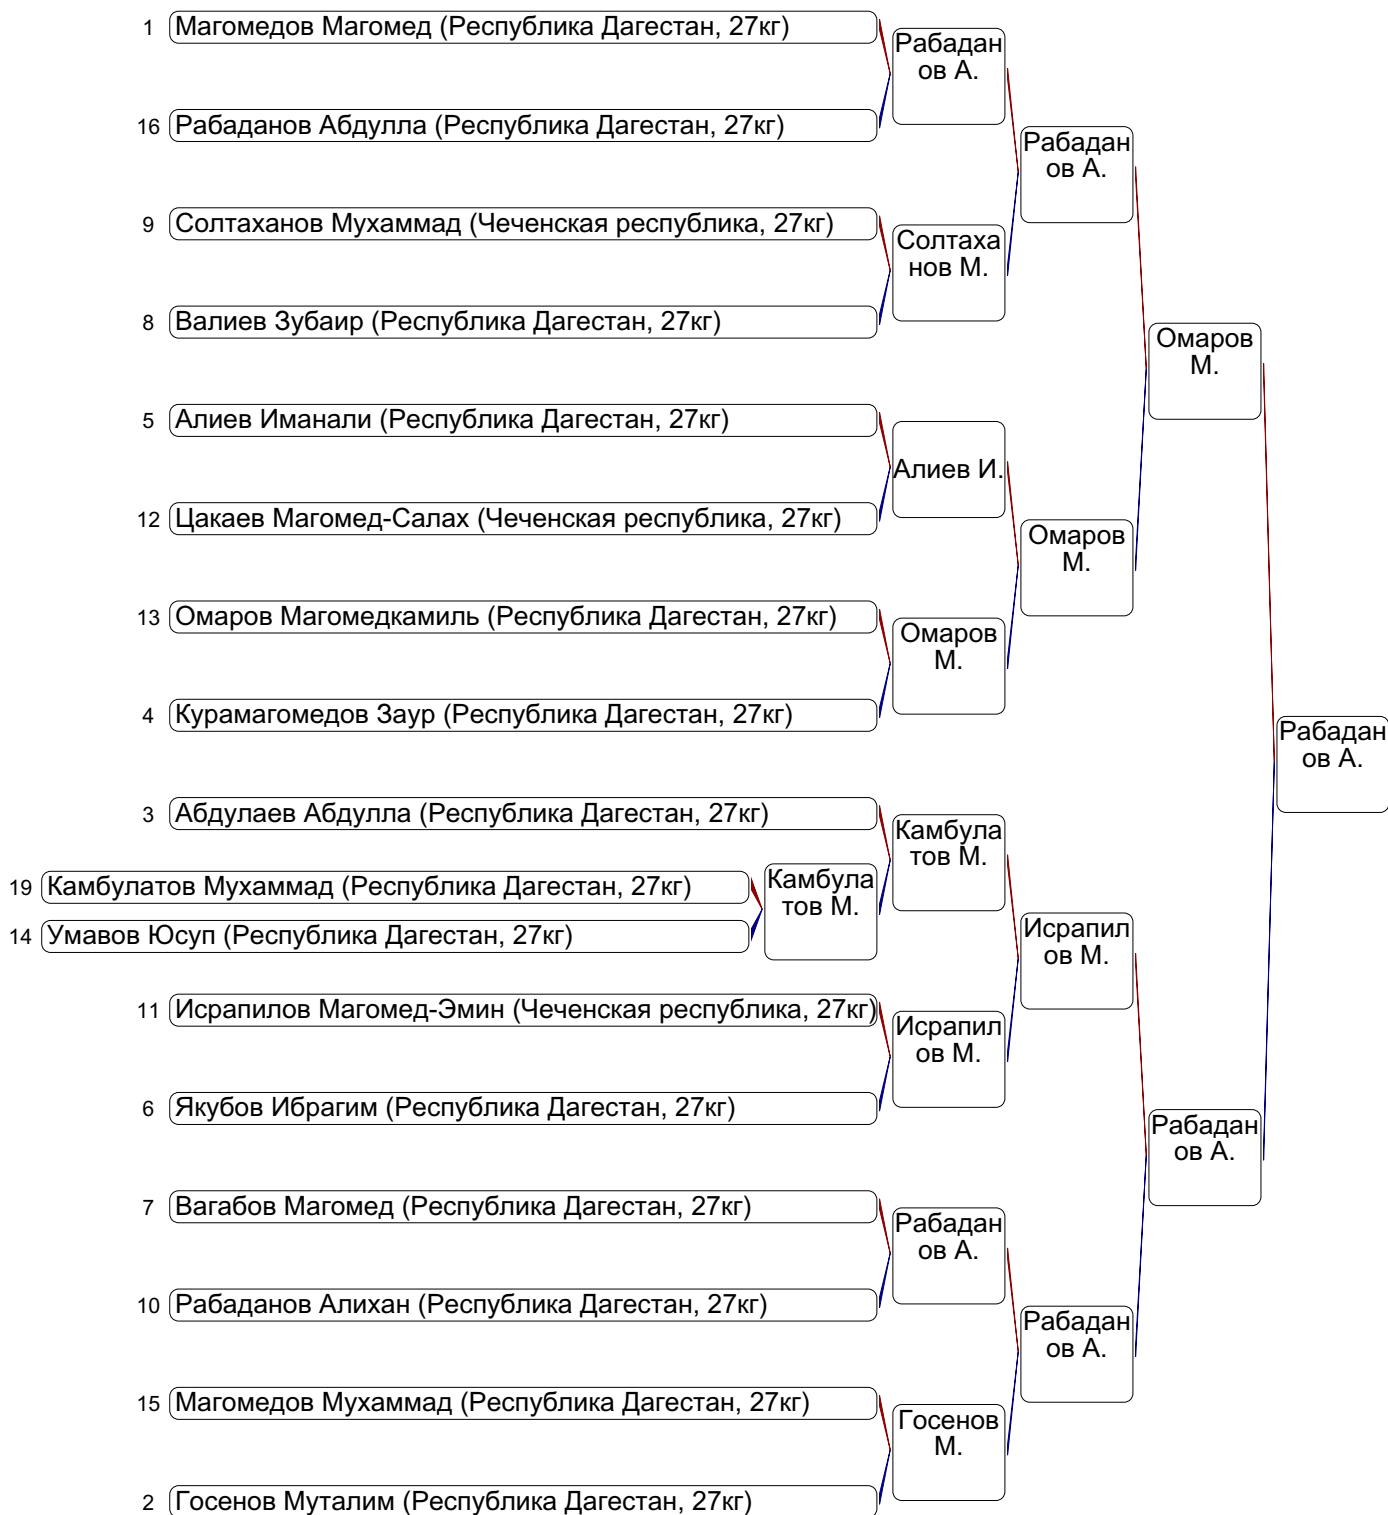 1 Магомедов Магомед (Республика Дагестан, 27кг)
Рабадан
ов А.
16 Рабаданов Абдулла (Республика Дагестан, 27кг)
Рабадан
ов А.
9 Солтаханов Мухаммад (Чеченская республика, 27кг)
Солтаха
нов М.
8 Валиев Зубаир (Республика Дагестан, 27кг)
Омаров
М.
5 Алиев Иманали (Республика Дагестан, 27кг)
Алиев И.
12 Цакаев Магомед-Салах (Чеченская республика, 27кг)
Омаров
М.
13 Омаров Магомедкамиль (Республика Дагестан, 27кг)
Омаров
М.
4 Курамагомедов Заур (Республика Дагестан, 27кг)
Рабадан
ов А.
3 Абдулаев Абдулла (Республика Дагестан, 27кг)
Камбула
тов М.
19 Камбулатов Мухаммад (Республика Дагестан, 27кг)
Камбула
тов М.
14 Умавов Юсуп (Республика Дагестан, 27кг)
Исрапил
ов М.
11 Исрапилов Магомед-Эмин (Чеченская республика, 27кг)
Исрапил
ов М.
6 Якубов Ибрагим (Республика Дагестан, 27кг)
Рабадан
ов А.
7 Вагабов Магомед (Республика Дагестан, 27кг)
Рабадан
ов А.
10 Рабаданов Алихан (Республика Дагестан, 27кг)
Рабадан
ов А.
15 Магомедов Мухаммад (Республика Дагестан, 27кг)
Госенов
М.
2 Госенов Муталим (Республика Дагестан, 27кг)